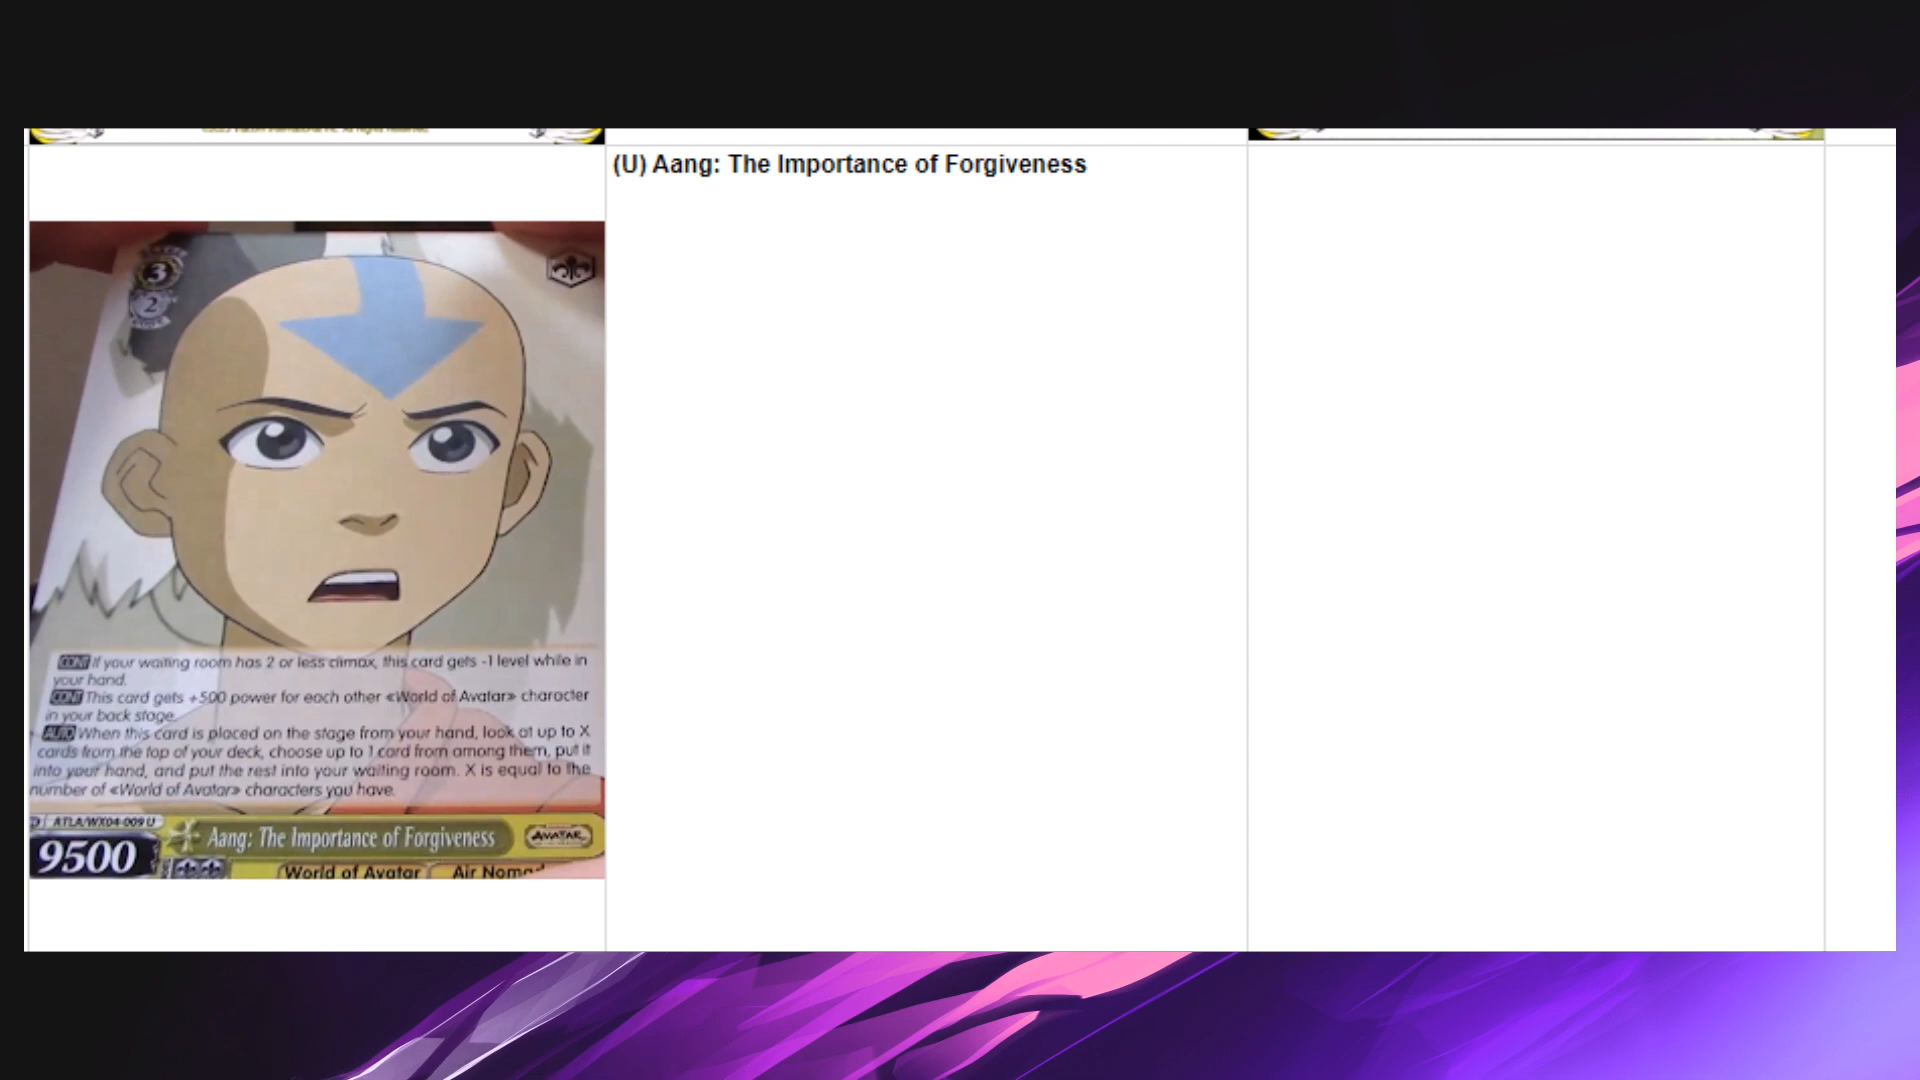 (U) Aang: The Importance of Forgiveness
3
2
CONT If your waiting room has 2 or less climax, this card gets -1 level while in
your hand.
CONT This card gets +500 power for each other «World of Avatar» character
in your back stage.
AUTO When this card is placed on the stage from your hand, look at up to X
cards from the top of your deck, choose up to 1 card from among them, put it
into your hand, and put the rest into your waiting room. X is equal to the
number of «World of Avatar» characters you have.
ATLA/WX04-009 U
Aang: The Importance of Forgiveness
AVATAR
9500
World of Avatar
Air